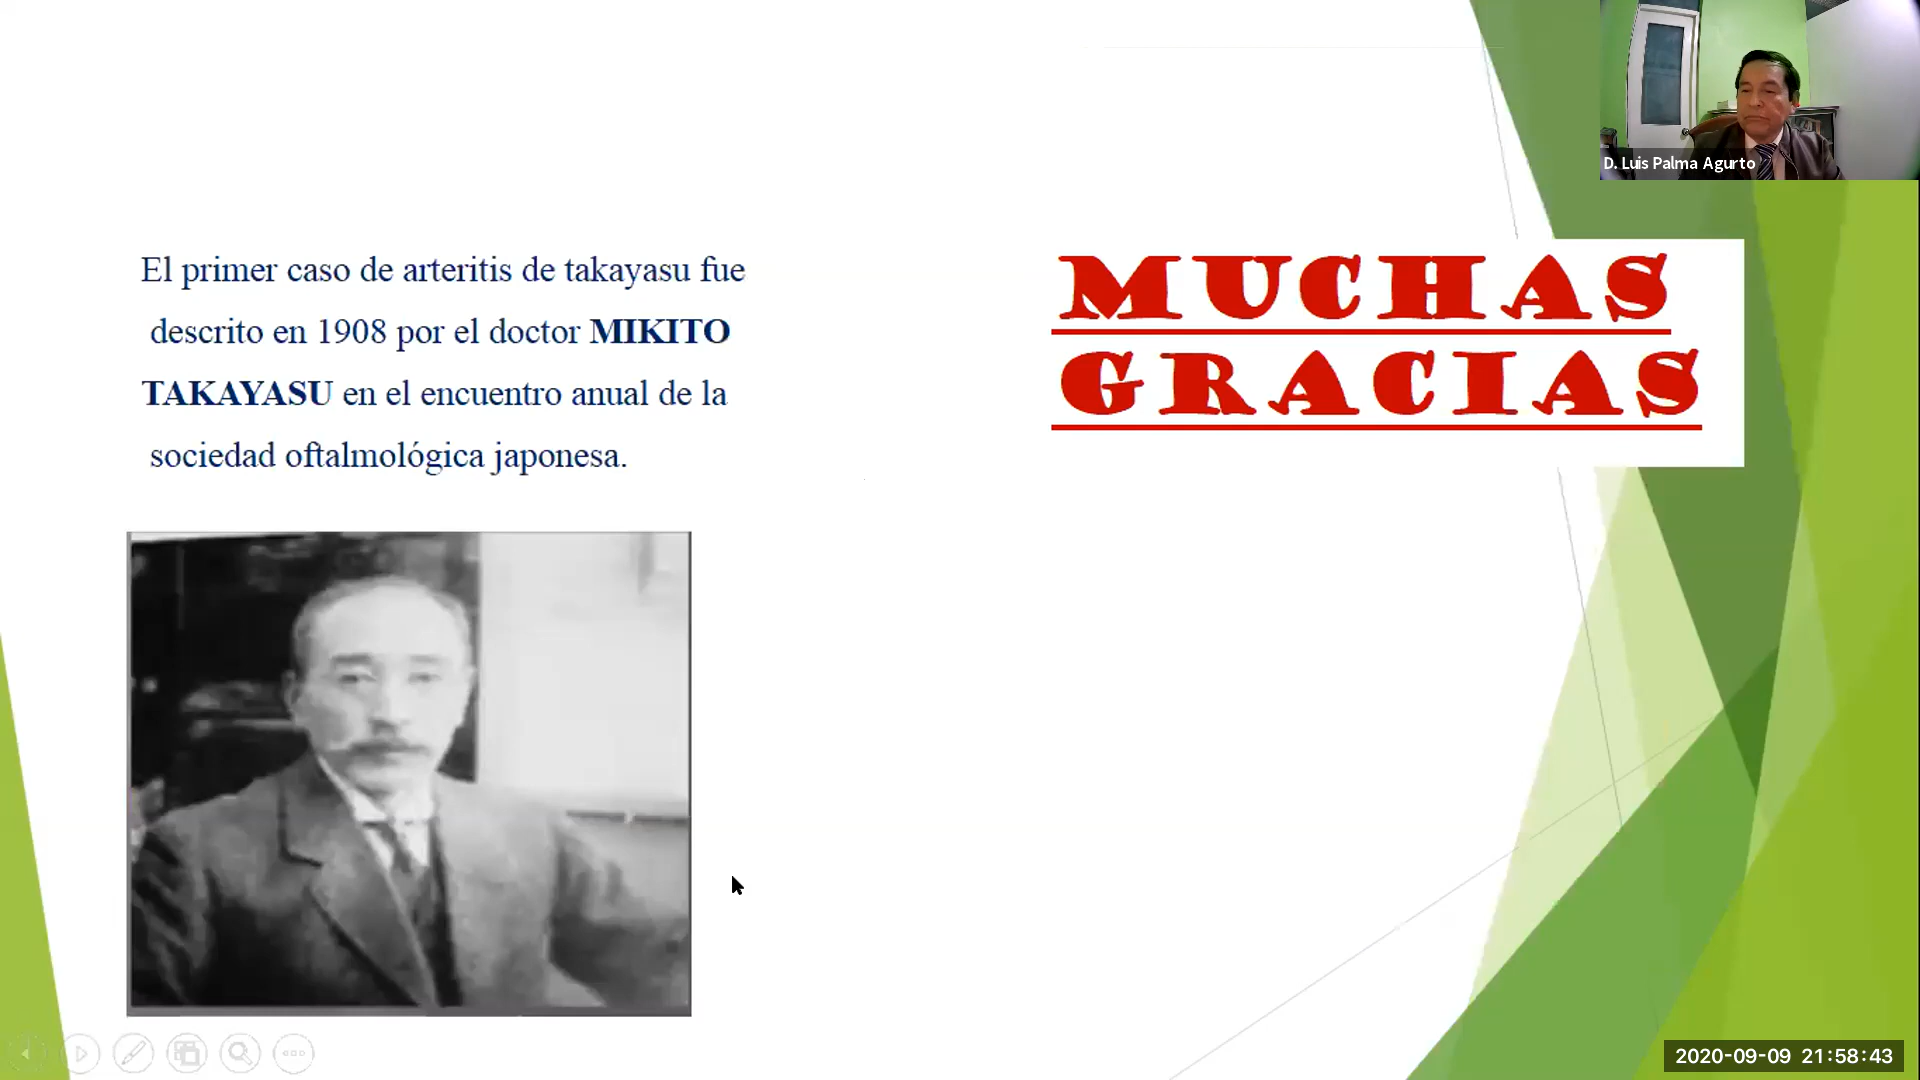 El primer caso de arteritis de takayasu fue
descrito en 1908 por el doctor MIKITO
TAKAYASU en el encuentro anual de la
sociedad oftalmológica japonesa.
MUCHAS
GRACIAS
D. Luis Palma Agurto
2020-09-09 21:58:43